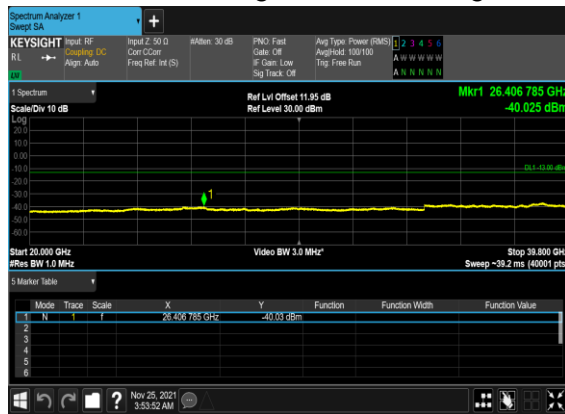 Spectrum Analyzer 1
Swept SA
+
KEYSIGHT Input: RF Input Z: 50 Ω #Atten: 30 dB PNO: Fast Avg Type: Power (RMS) 1 2 3 4 5 6
RL Coupling: DC Corr CCorr Gate: Off Avg|Hold: 100/100 A W W W W W
Align: Auto Freq Ref: Int (S) IF Gain: Low Trig: Free Run
LW Sig Track: Off A N N N N N
1 Spectrum Ref Lvl Offset 11.95 dB Mkr1 26.406 785 GHz
Scale/Div 10 dB Ref Level 30.00 dBm -40.025 dBm
Log
20.0
10.0
0.00
-10.0 DL1 -13.00 dBm
-20.0
-30.0 1
-40.0
-50.0
-60.0
Start 20.000 GHz Video BW 3.0 MHz* Stop 39.800 GHz
#Res BW 1.0 MHz Sweep ~39.2 ms (40001 pts)
5 Marker Table
Mode Trace Scale X Y Function Function Width Function Value
1 N 1 f 26.406 785 GHz -40.03 dBm
2
3
4
5
6
? Nov 25, 2021
3:53:52 AM